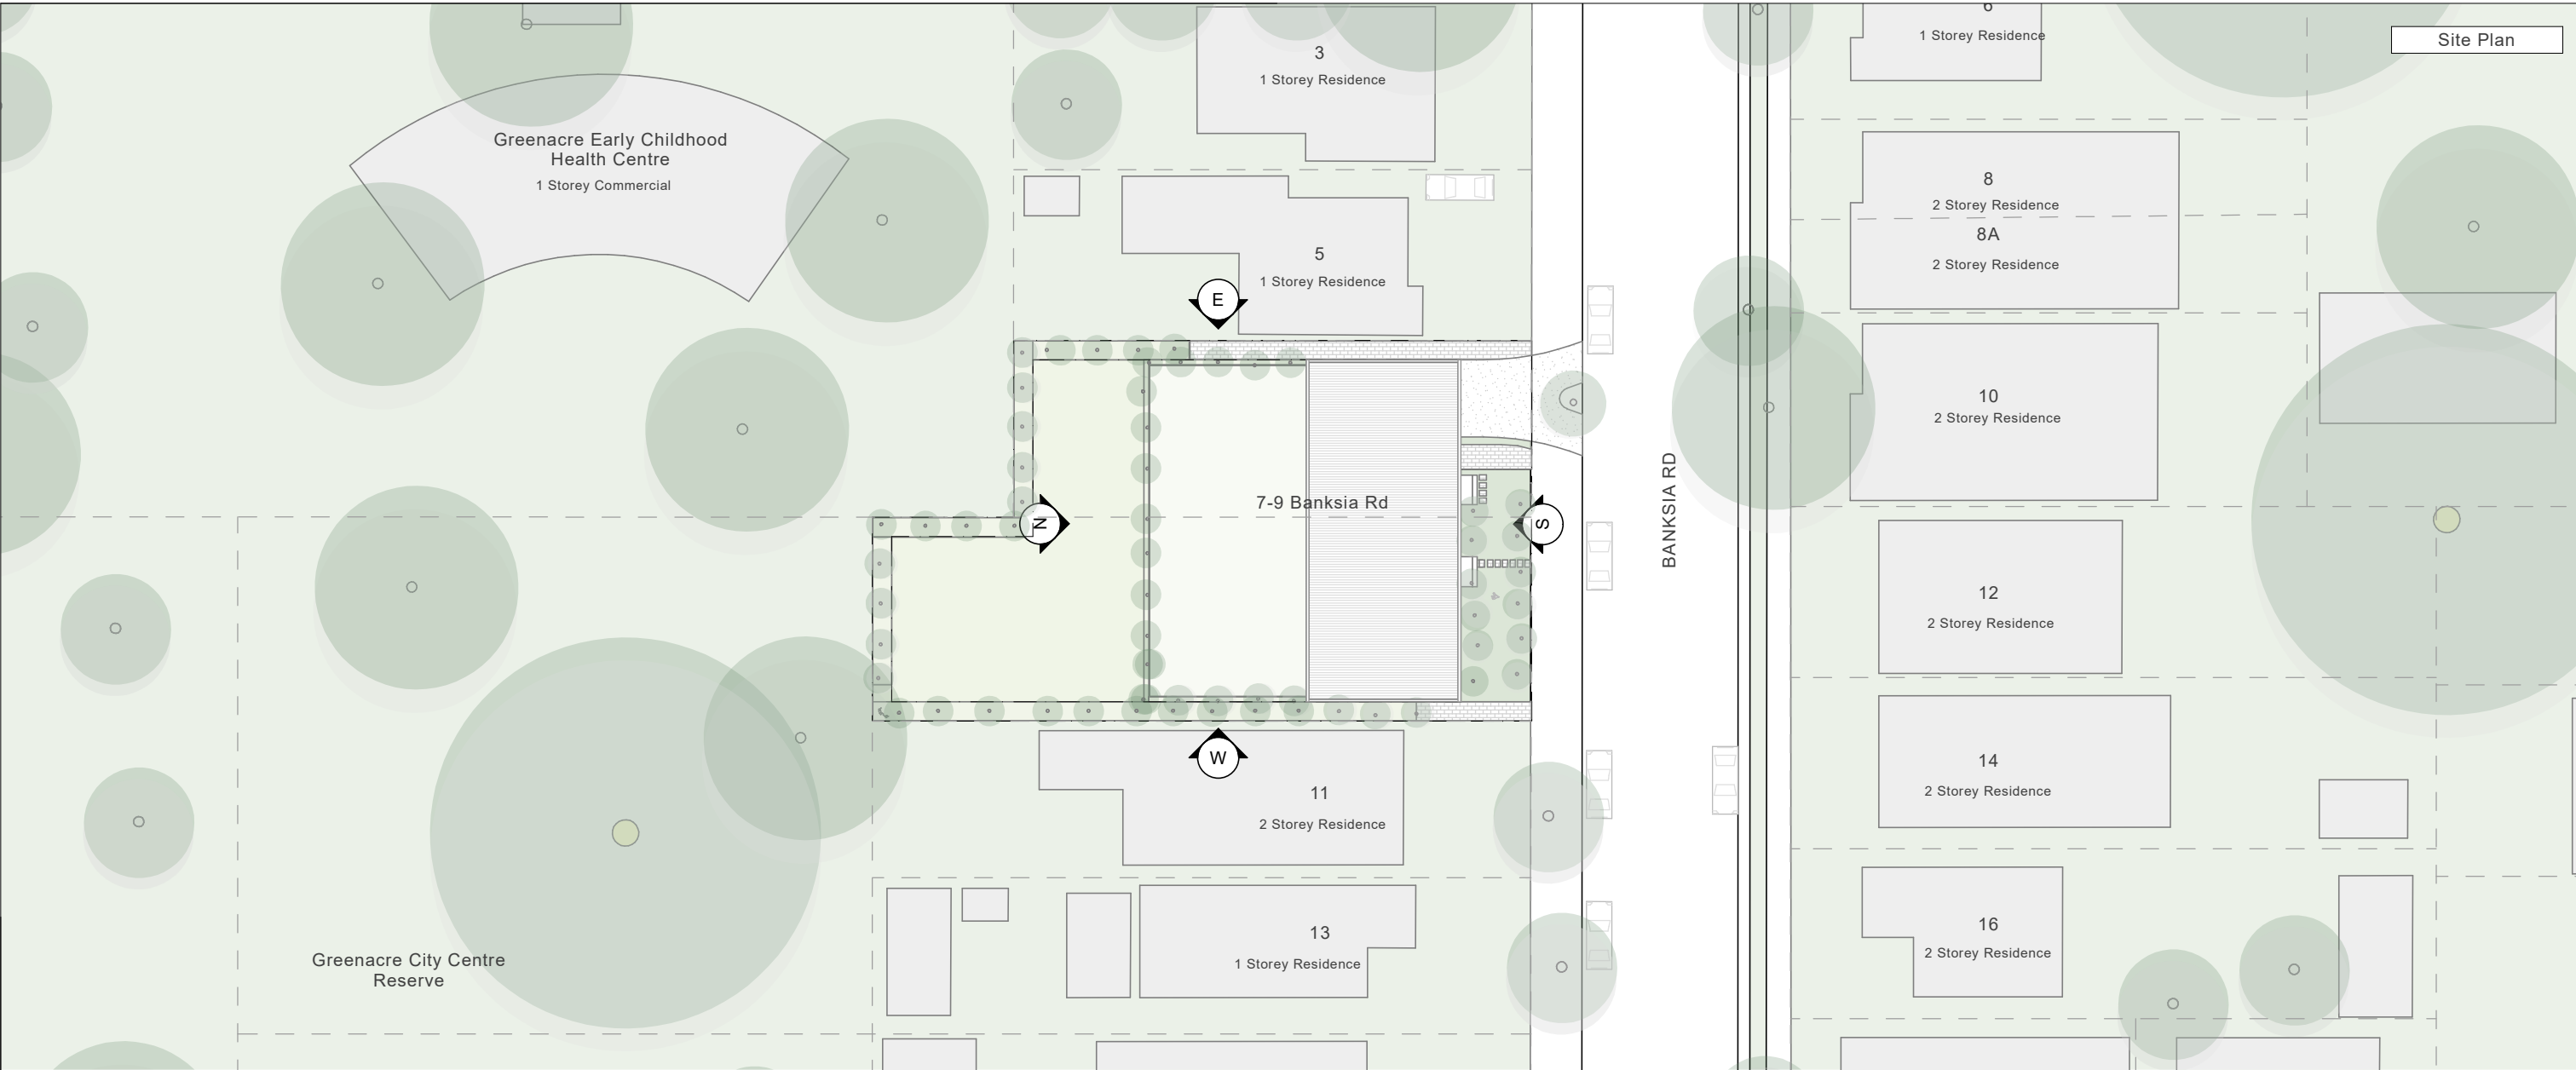 6
1 Storey Residence
Site Plan
3
1 Storey Residence
Greenacre Early Childhood
Health Centre
1 Storey Commercial
8
2 Storey Residence
8A
2 Storey Residence
5
1 Storey Residence
E
10
2 Storey Residence
7-9 Banksia Rd
N
S
BANKSIA RD
12
2 Storey Residence
W
11
2 Storey Residence
14
2 Storey Residence
13
1 Storey Residence
16
2 Storey Residence
Greenacre City Centre
Reserve